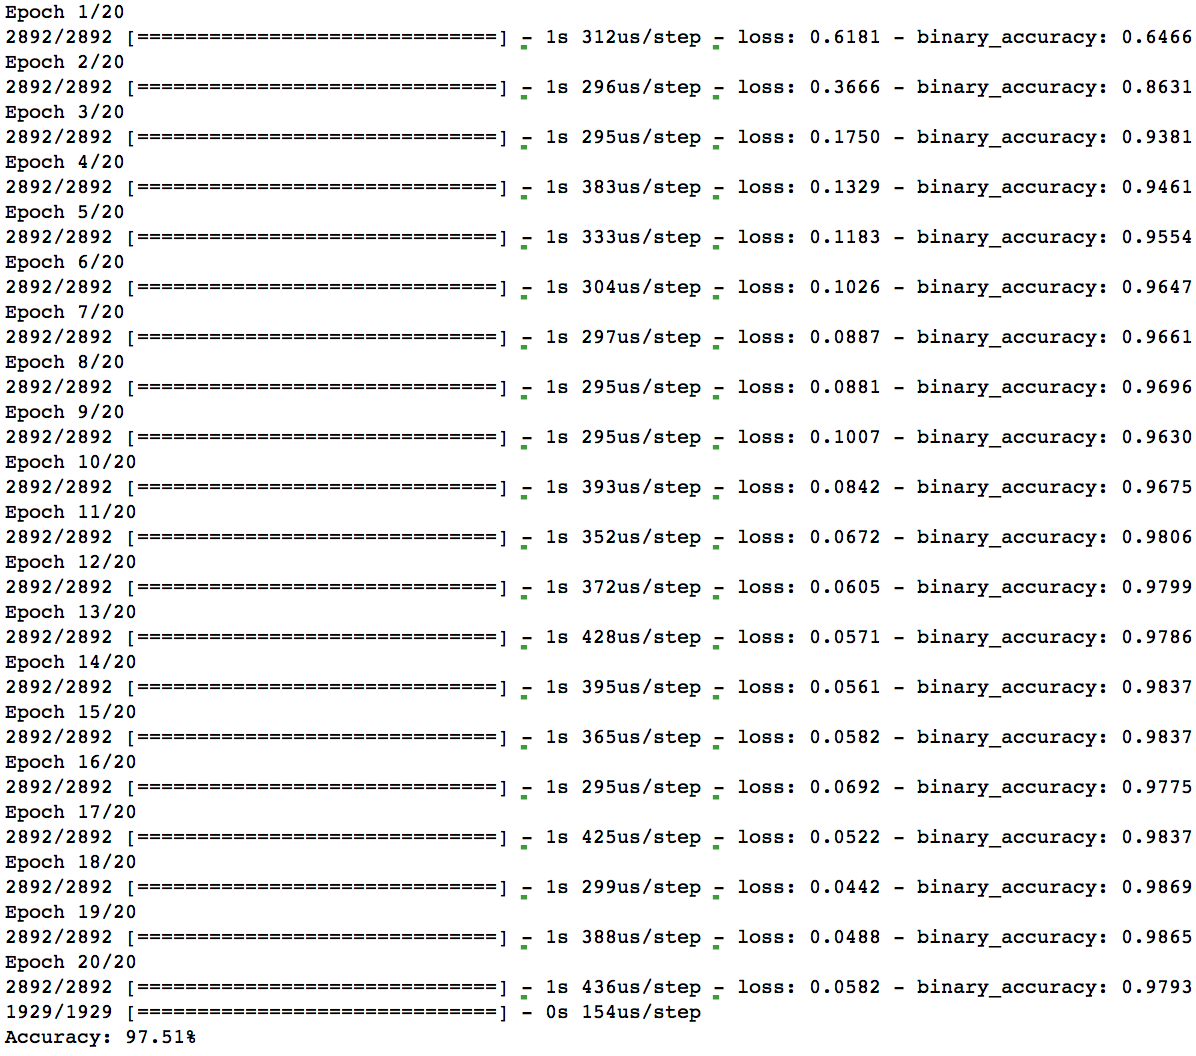 Epoch 1/20
2892/2892 [==============================] - 1s 312us/step - loss: 0.6181 - binary_accuracy: 0.6466
Epoch 2/20
2892/2892 [==============================] - 1s 296us/step - loss: 0.3666 - binary_accuracy: 0.8631
Epoch 3/20
2892/2892 [==============================] - 1s 295us/step - loss: 0.1750 - binary_accuracy: 0.9381
Epoch 4/20
2892/2892 [==============================] - 1s 383us/step - loss: 0.1329 - binary_accuracy: 0.9461
Epoch 5/20
2892/2892 [==============================] - 1s 333us/step - loss: 0.1183 - binary_accuracy: 0.9554
Epoch 6/20
2892/2892 [==============================] - 1s 304us/step - loss: 0.1026 - binary_accuracy: 0.9647
Epoch 7/20
2892/2892 [==============================] - 1s 297us/step - loss: 0.0887 - binary_accuracy: 0.9661
Epoch 8/20
2892/2892 [==============================] - 1s 295us/step - loss: 0.0881 - binary_accuracy: 0.9696
Epoch 9/20
2892/2892 [==============================] - 1s 295us/step - loss: 0.1007 - binary_accuracy: 0.9630
Epoch 10/20
2892/2892 [==============================] - 1s 393us/step - loss: 0.0842 - binary_accuracy: 0.9675
Epoch 11/20
2892/2892 [==============================] - 1s 352us/step - loss: 0.0672 - binary_accuracy: 0.9806
Epoch 12/20
2892/2892 [==============================] - 1s 372us/step - loss: 0.0605 - binary_accuracy: 0.9799
Epoch 13/20
2892/2892 [==============================] - 1s 428us/step - loss: 0.0571 - binary_accuracy: 0.9786
Epoch 14/20
2892/2892 [==============================] - 1s 395us/step - loss: 0.0561 - binary_accuracy: 0.9837
Epoch 15/20
2892/2892 [==============================] - 1s 365us/step - loss: 0.0582 - binary_accuracy: 0.9837
Epoch 16/20
2892/2892 [==============================] - 1s 295us/step - loss: 0.0692 - binary_accuracy: 0.9775
Epoch 17/20
2892/2892 [==============================] - 1s 425us/step - loss: 0.0522 - binary_accuracy: 0.9837
Epoch 18/20
2892/2892 [==============================] - 1s 299us/step - loss: 0.0442 - binary_accuracy: 0.9869
Epoch 19/20
2892/2892 [==============================] - 1s 388us/step - loss: 0.0488 - binary_accuracy: 0.9865
Epoch 20/20
2892/2892 [==============================] - 1s 436us/step - loss: 0.0582 - binary_accuracy: 0.9793
1929/1929 [==============================] - 0s 154us/step
Accuracy: 97.51%